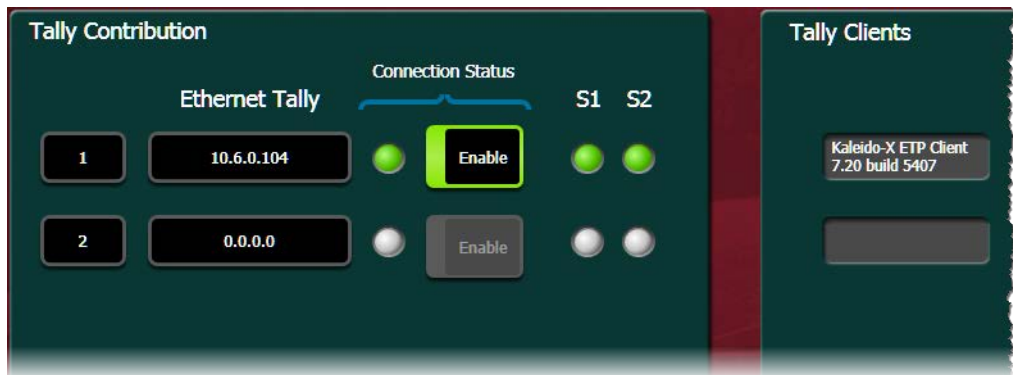 Tally Contribution
Connection Status
Ethernet Tally
S1 S2
1
10.6.0.104
Enable
2
0.0.0.0
Enable
Tally Clients
Kaleido-X ETP Client
7.20 build 5407